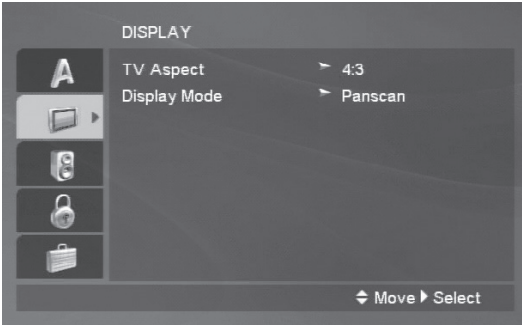 DISPLAY
A
TV Aspect 4:3
Display Mode Panscan
Move Select